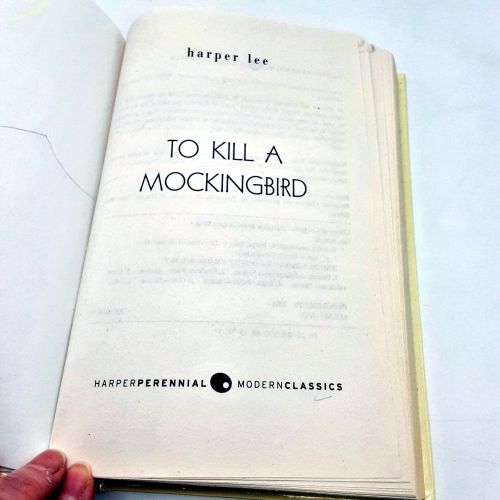 harper lee
TO KILL A
MOCKINGBIRD
HARPERPERENNIAL MODERNCLASSICS